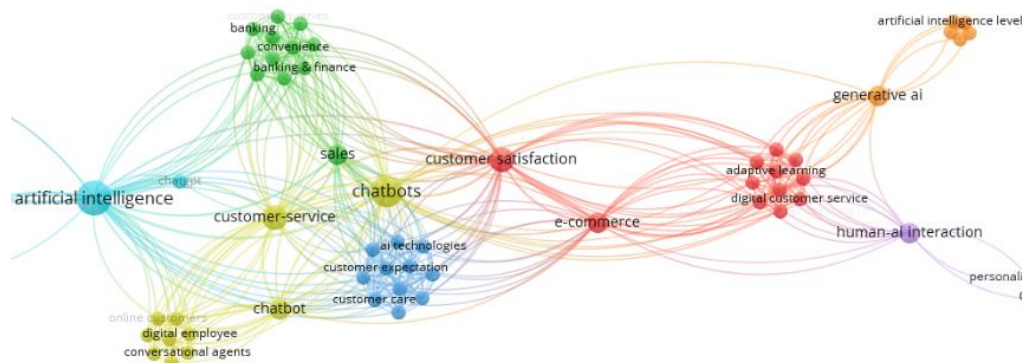 banking
convenience
banking & finance
artificial intelligence level
generative ai
sales
customer satisfaction
chatbots
adaptive learning
digital customer service
chatgpt
artificial intelligence
customer-service
e-commerce
human-ai interaction
ai technologies
customer expectation
customer care
personali
chatbot
online customers
digital employee
conversational agents